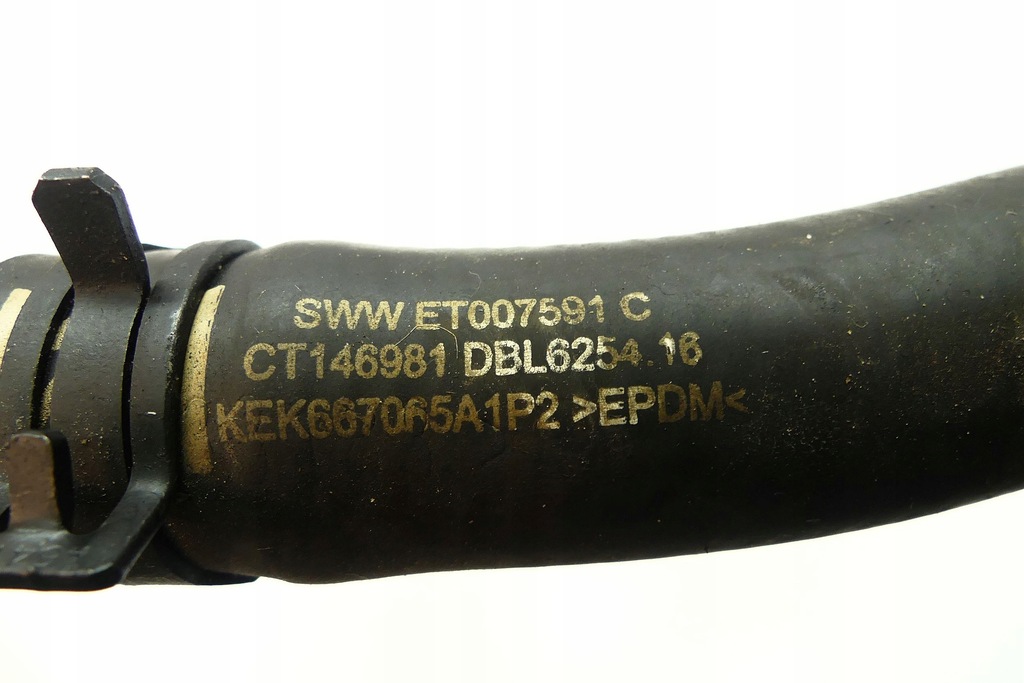 SWW ET007591 C
CT146981 DBL6254.16
KEK667065A1P2 >EPDM<